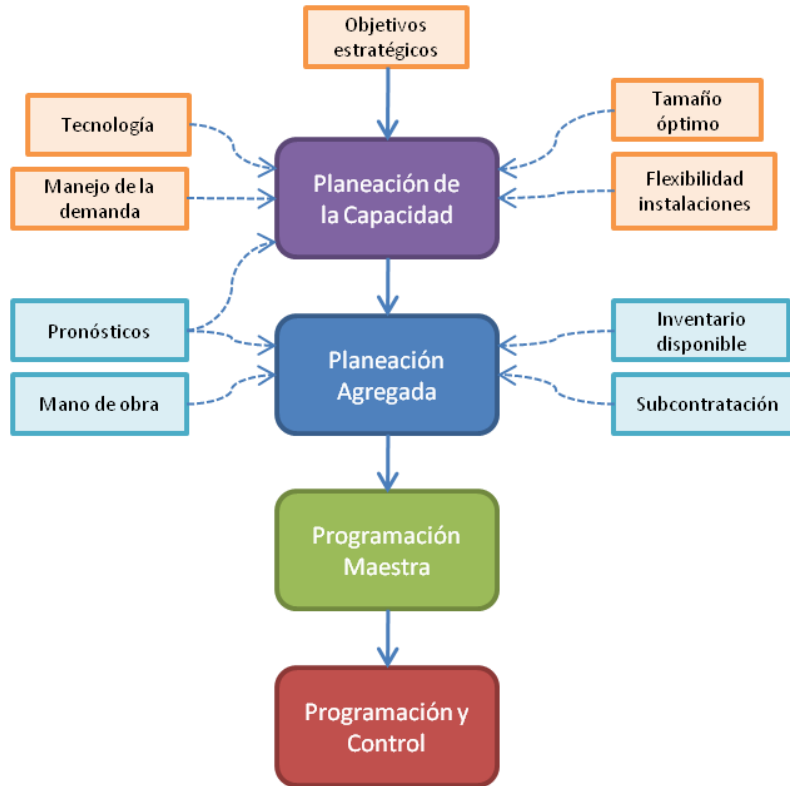 Objetivos
estratégicos
Tecnología
Tamaño
óptimo
Planeación de
la Capacidad
Manejo de la
demanda
Flexibilidad
instalaciones
Pronósticos
Inventario
disponible
Planeación
Agregada
Mano de obra
Subcontratación
Programación
Maestra
Programación y
Control